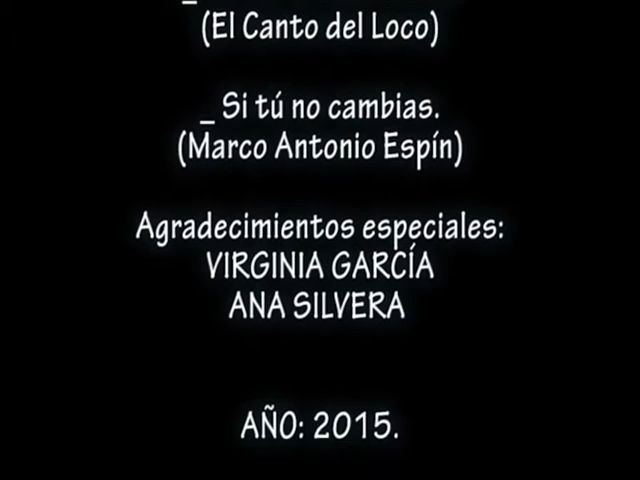 (El Canto del Loco)
_ Si tú no cambias.
(Marco Antonio Espín)
Agradecimientos especiales:
VIRGINIA GARCÍA
ANA SILVERA
AÑO: 2015.